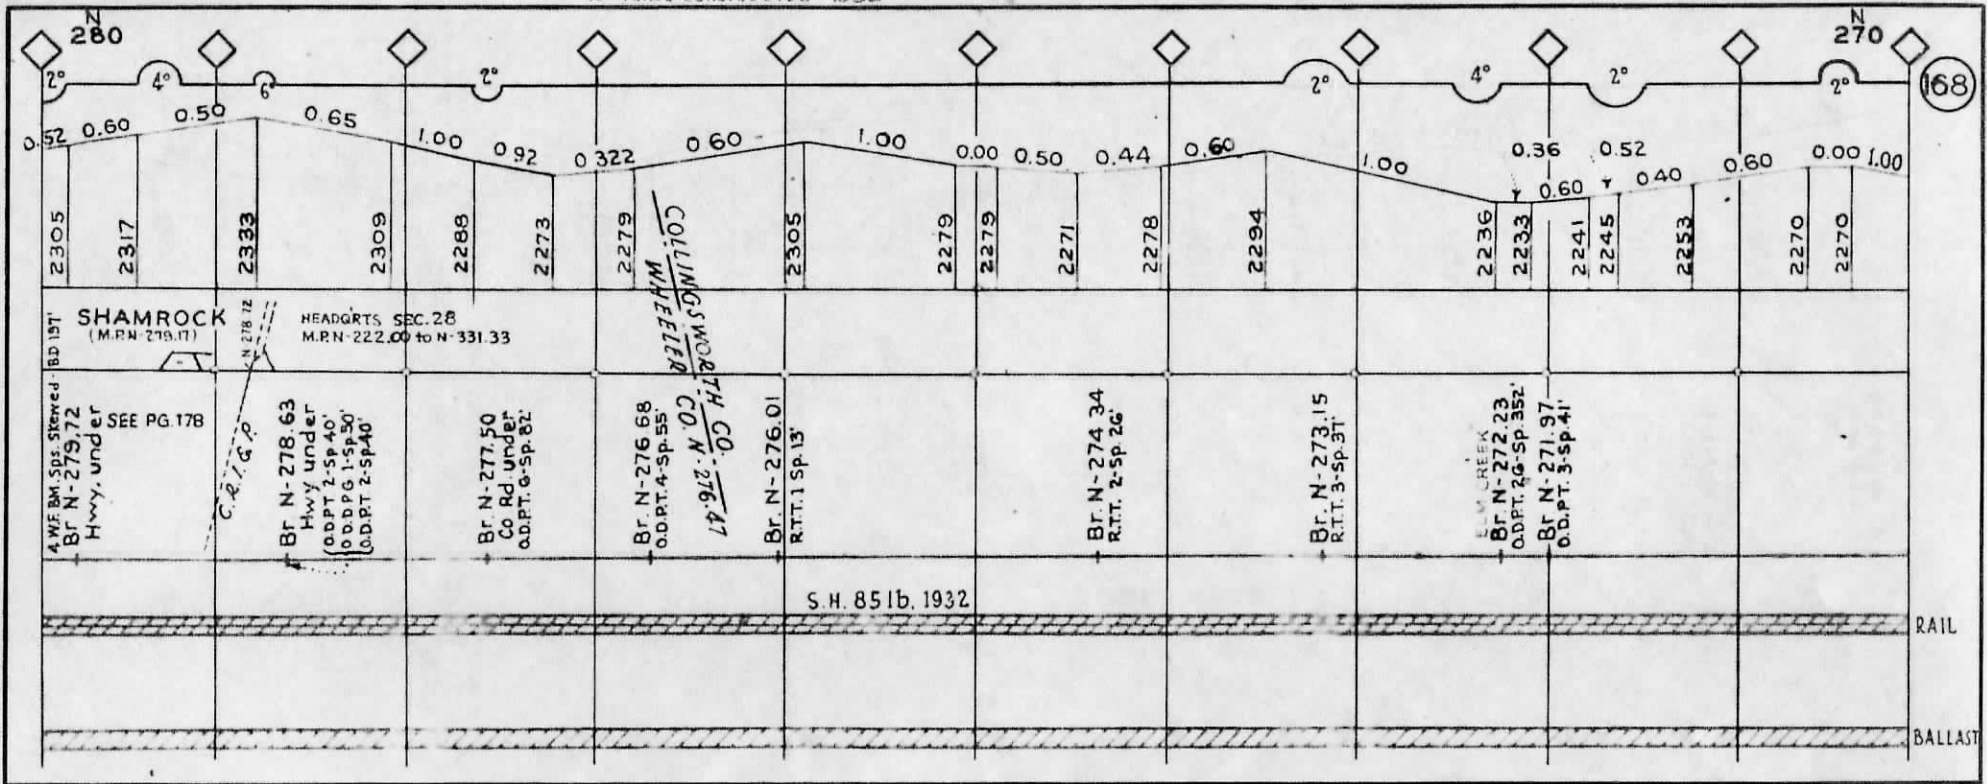 N
280
N
270
168
2° 4° 6° 2° 2° 4° 2° 2°
0.52 0.60 0.50 0.65 1.00 0.92 0.322 0.60 1.00 0.00 0.50 0.44 0.60 1.00 0.36 0.60 0.52 0.40 0.60 0.00 1.00
2305 2317 2333 2309 2288 2273 2279 2305 2279 2279 2271 2278 2294 2236 2233 2241 2245 2253 2270 2270
SHAMROCK
(M.P.N-279.17)
N 278.72
HEADQRTS SEC.28
M.P. N-222.00 to N-331.33
COLLINGSWORTH CO.
WHEELER CO. N-276.47
4. W.F. BM. Sps. Skewed - B.D 197'
Br N-279.72
Hwy. under
SEE PG.178
C.R.I.& P.
Br. N-278.63
Hwy under
O.D.P.T 2-Sp 40'
O.D.PG 1-Sp.50'
O.D.P.T. 2-Sp.40'
Br. N-277.50
Co. Rd. under
O.D.P.T. 6-Sp. 82'
Br. N-276.68
O.D.P.T. 4-Sp. 55'
Br. N-276.01
R.T.T. 1 Sp. 13'
Br. N-274 34
R.T.T. 2-Sp. 26'
Br. N-273.15
R.T.T. 3-Sp. 37'
ELM CREEK
Br. N-272.23
O.D.P.T. 26-Sp. 352'
Br N-271.97
O.D.P.T. 3-Sp. 41'
S.H. 85 lb. 1932
RAIL
BALLAST